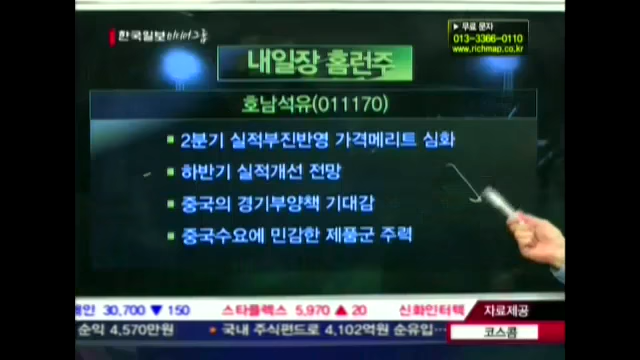 한국일보 미디어그룹
▶ 무료 문자
013-3366-0110
www.richmap.co.kr
내일장 홈런주
호남석유(011170)
2분기 실적부진반영 가격메리트 심화
하반기 실적개선 전망
중국의 경기부양책 기대감
중국수요에 민감한 제품군 주력
30,700 ▼ 150 스타플렉스 5,970 ▲ 20 신화인터텍
자료제공
순익 4,570만원 국내 주식펀드로 4,102억원 순유입…
코스콤